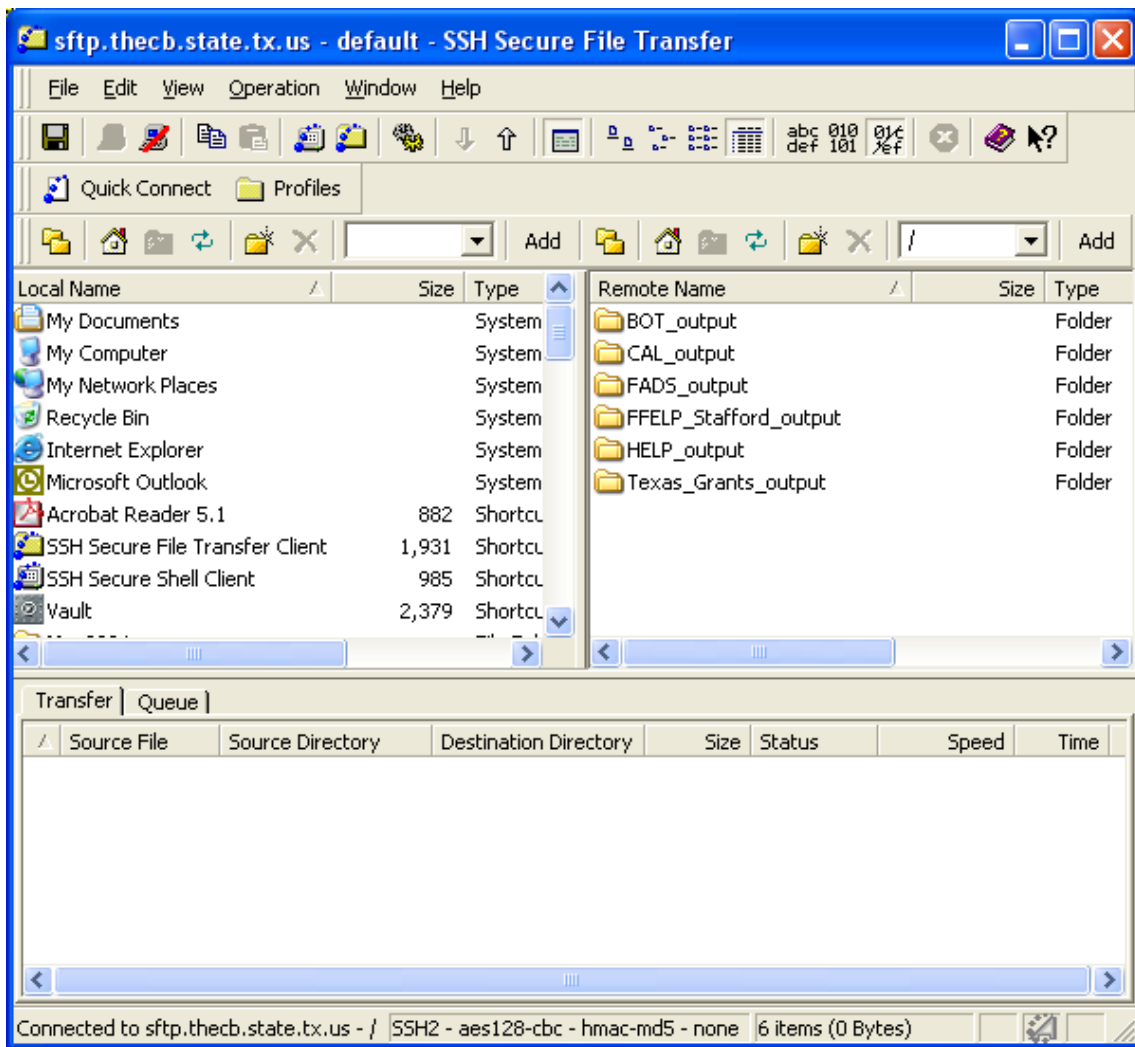 sftp.thecb.state.tx.us - default - SSH Secure File Transfer
File Edit View Operation Window Help
abc def 010 101
Quick Connect Profiles
Add / Add
Local Name Size Type Remote Name Size Type
My Documents System BOT_output Folder
My Computer System CAL_output Folder
My Network Places System FADS_output Folder
Recycle Bin System FFELP_Stafford_output Folder
Internet Explorer System HELP_output Folder
Microsoft Outlook System Texas_Grants_output Folder
Acrobat Reader 5.1 882 Shortcu
SSH Secure File Transfer Client 1,931 Shortcu
SSH Secure Shell Client 985 Shortcu
Vault 2,379 Shortcu
Transfer Queue
Source File Source Directory Destination Directory Size Status Speed Time
Connected to sftp.thecb.state.tx.us - / SSH2 - aes128-cbc - hmac-md5 - none 6 items (0 Bytes)